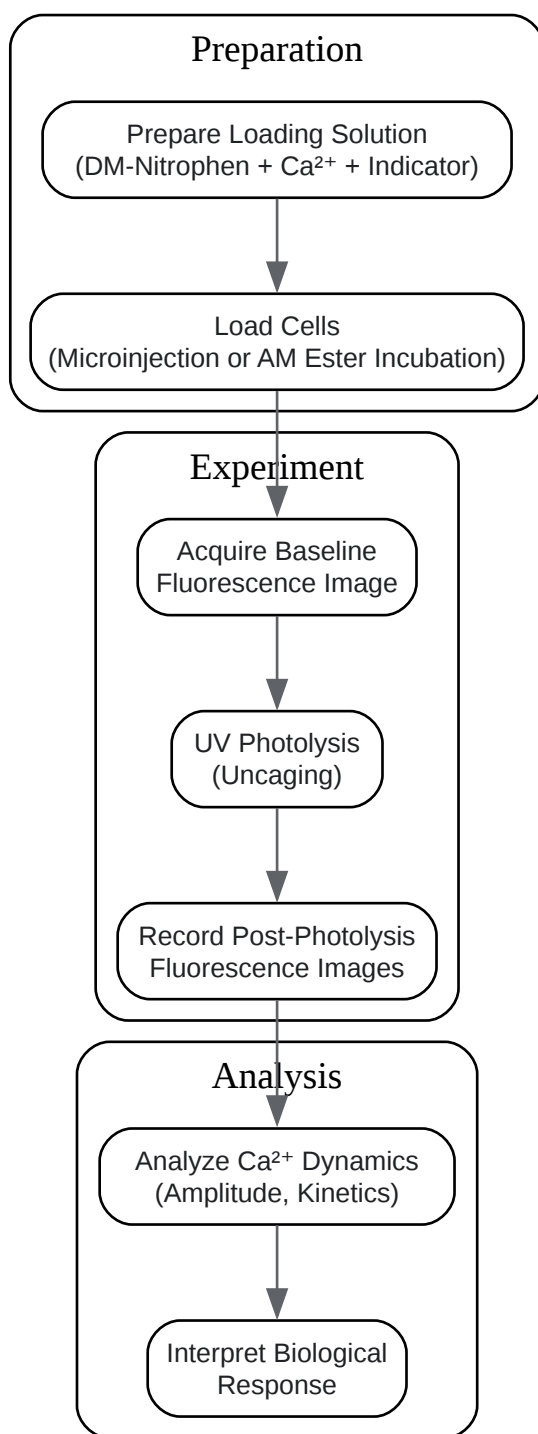 Preparation
Prepare Loading Solution
(DM-Nitrophen + Ca²⁺ + Indicator)
Load Cells
(Microinjection or AM Ester Incubation)
Experiment
Acquire Baseline
Fluorescence Image
UV Photolysis
(Uncaging)
Record Post-Photolysis
Fluorescence Images
Analysis
Analyze Ca²⁺ Dynamics
(Amplitude, Kinetics)
Interpret Biological
Response